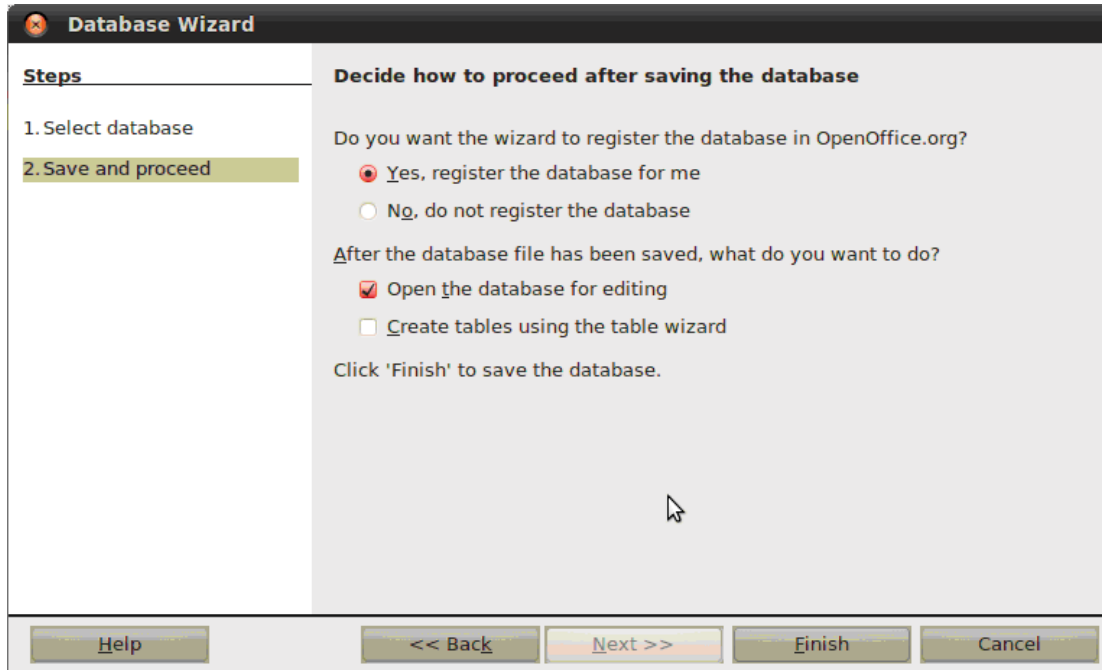 Database Wizard
Steps
1. Select database
2. Save and proceed
Decide how to proceed after saving the database
Do you want the wizard to register the database in OpenOffice.org?
Yes, register the database for me
No, do not register the database
After the database file has been saved, what do you want to do?
Open the database for editing
Create tables using the table wizard
Click 'Finish' to save the database.
Help
<< Back
Next >>
Finish
Cancel